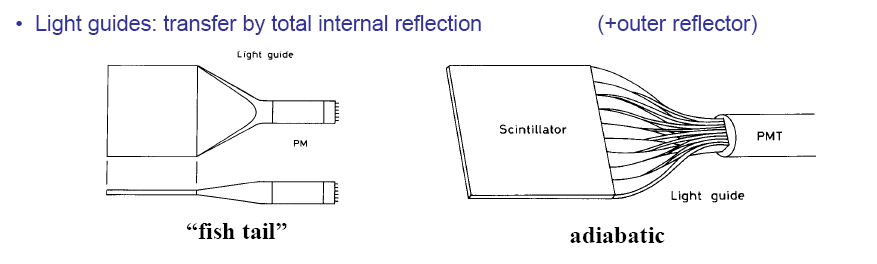 • Light guides: transfer by total internal reflection (+outer reflector)
Light guide
PM
“fish tail”
Scintillator
PMT
Light guide
adiabatic